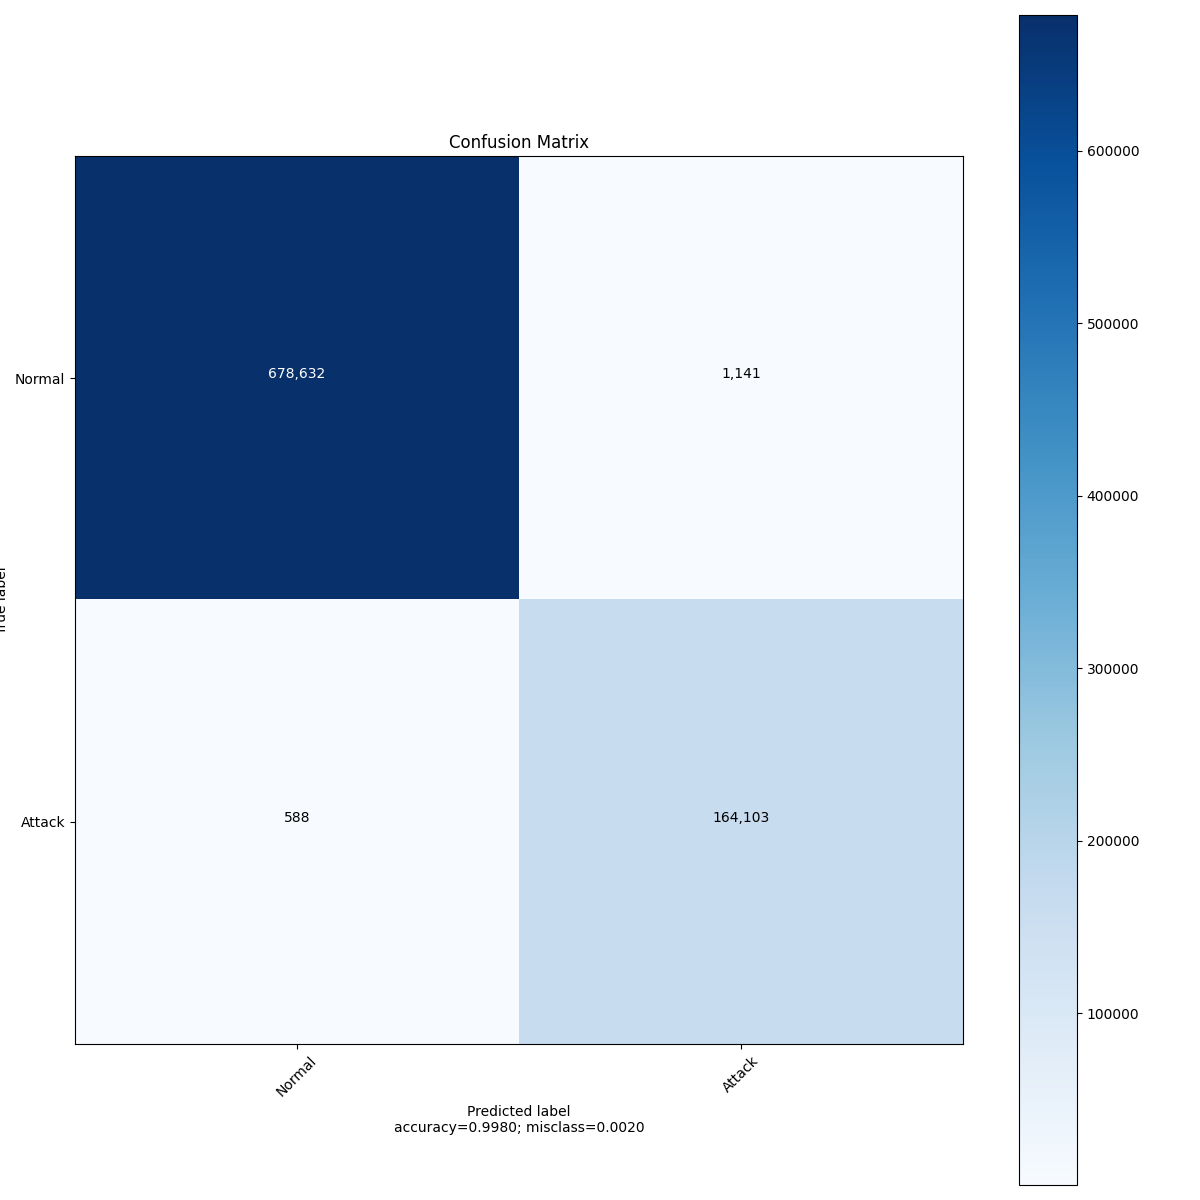 Confusion Matrix
600000
500000
400000
300000
200000
100000
Normal
678,632
1,141
label
Attack
588
164,103
Normal
Attack
Predicted label
accuracy=0.9980; misclass=0.0020